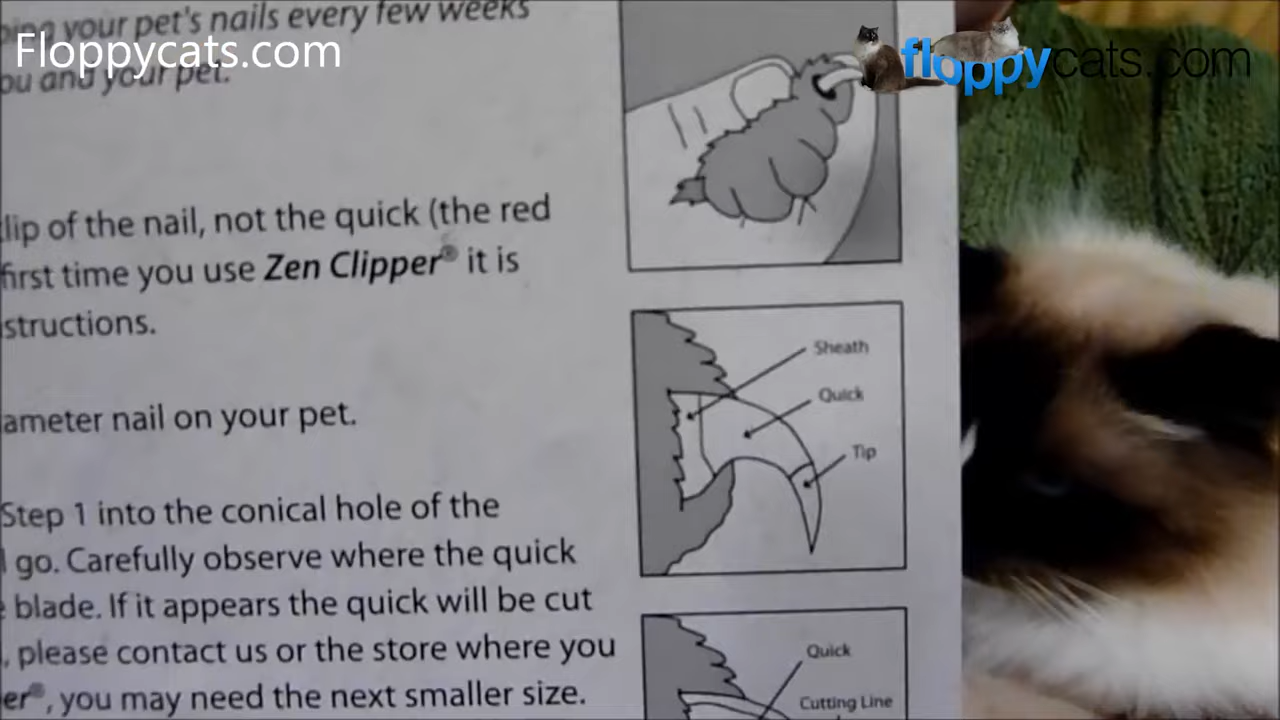 your pet's nails every few weeks
Floppycats.com
floppycats.com
ou and your pet.
lip of the nail, not the quick (the red
first time you use Zen Clipper® it is
structions.
ameter nail on your pet.
Step 1 into the conical hole of the
l go. Carefully observe where the quick
e blade. If it appears the quick will be cut
, please contact us or the store where you
er®, you may need the next smaller size.
Sheath
Quick
Tip
Quick
Cutting Line